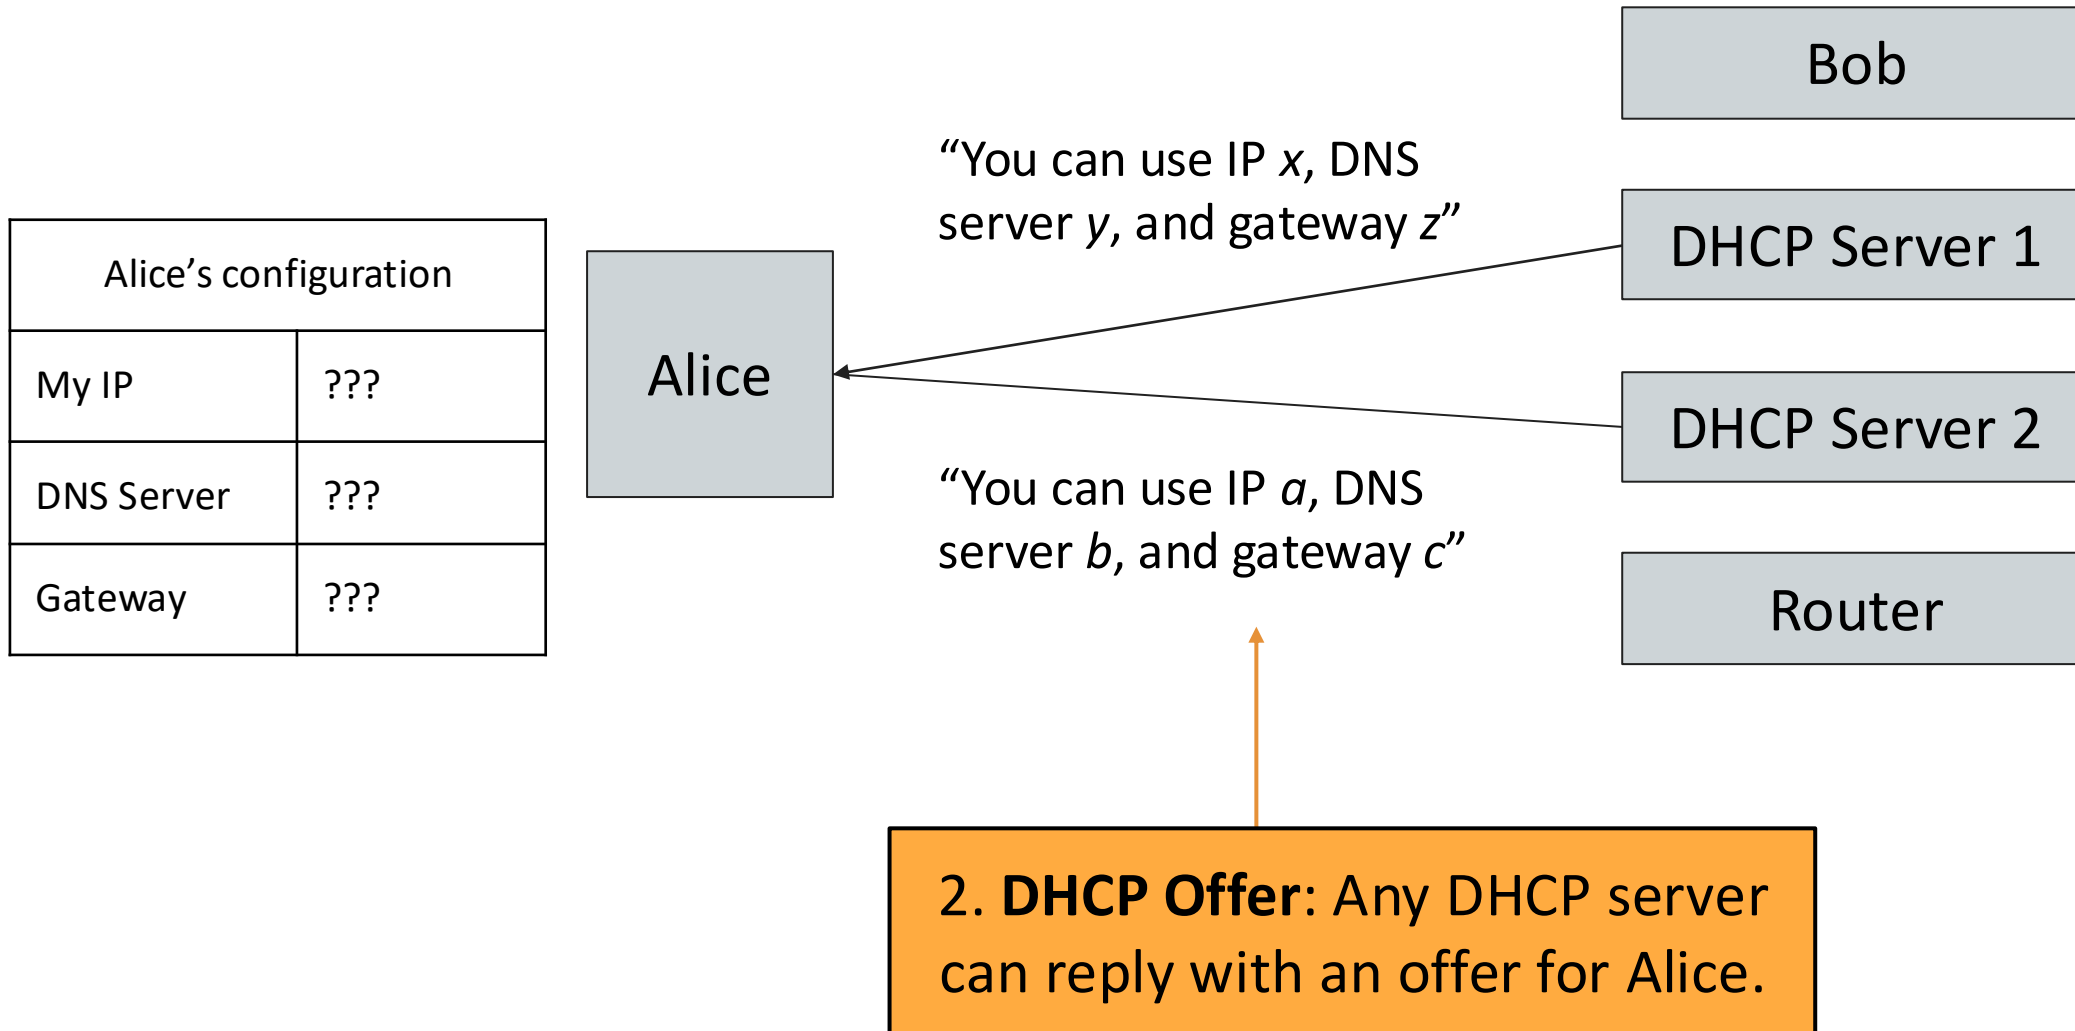 Bob
“You can use IP x, DNS
server y, and gateway z”
DHCP Server 1
Alice’s configuration
My IP ???
DNS Server ???
Gateway ???
Alice
DHCP Server 2
“You can use IP a, DNS
server b, and gateway c”
Router
2. DHCP Offer: Any DHCP server
can reply with an offer for Alice.